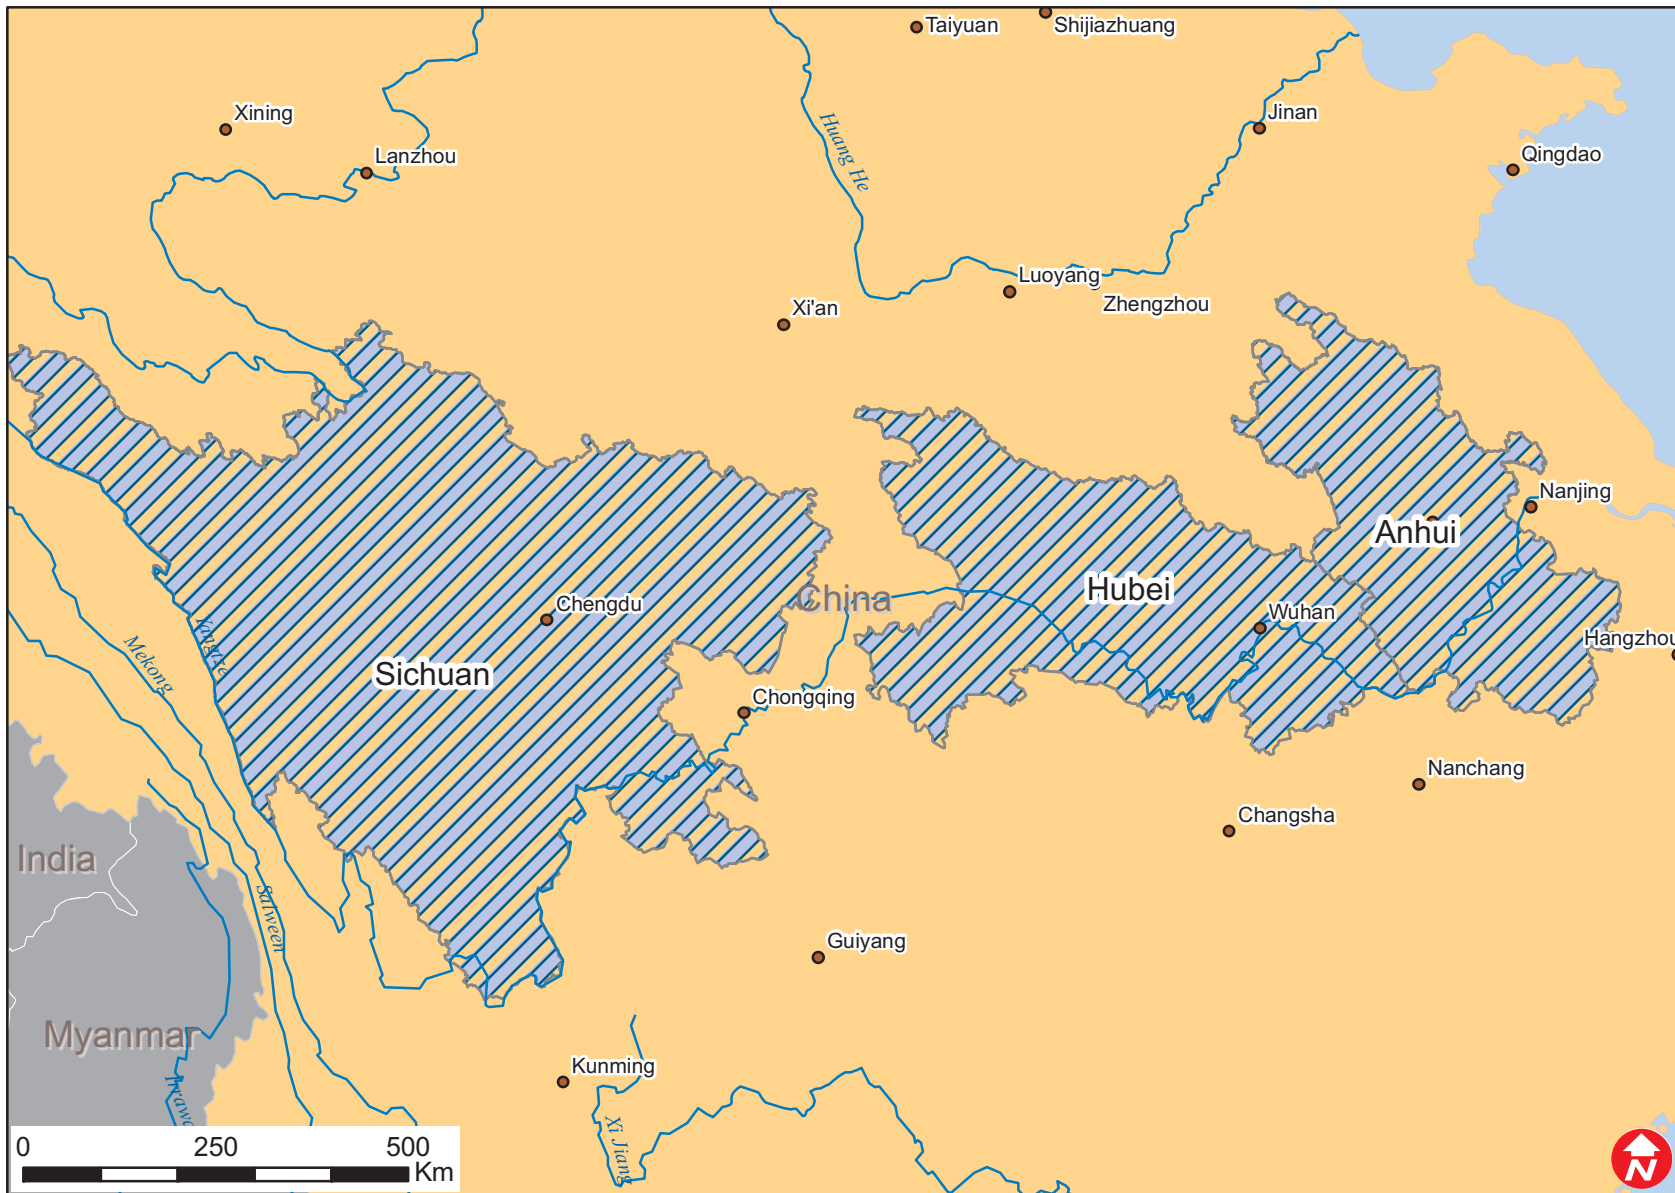 Taiyuan
Shijiazhuang
Xining
Jinan
Huang He
Lanzhou
Qingdao
Luoyang
Zhengzhou
Xi'an
Nanjing
Anhui
Hubei
China
Chengdu
Wuhan
Yangtze
Hangzhou
Mekong
Sichuan
Chongqing
Nanchang
Changsha
India
Salween
Guiyang
Myanmar
Kunming
Irrawa
Xi Jiang
0 250 500
Km
N